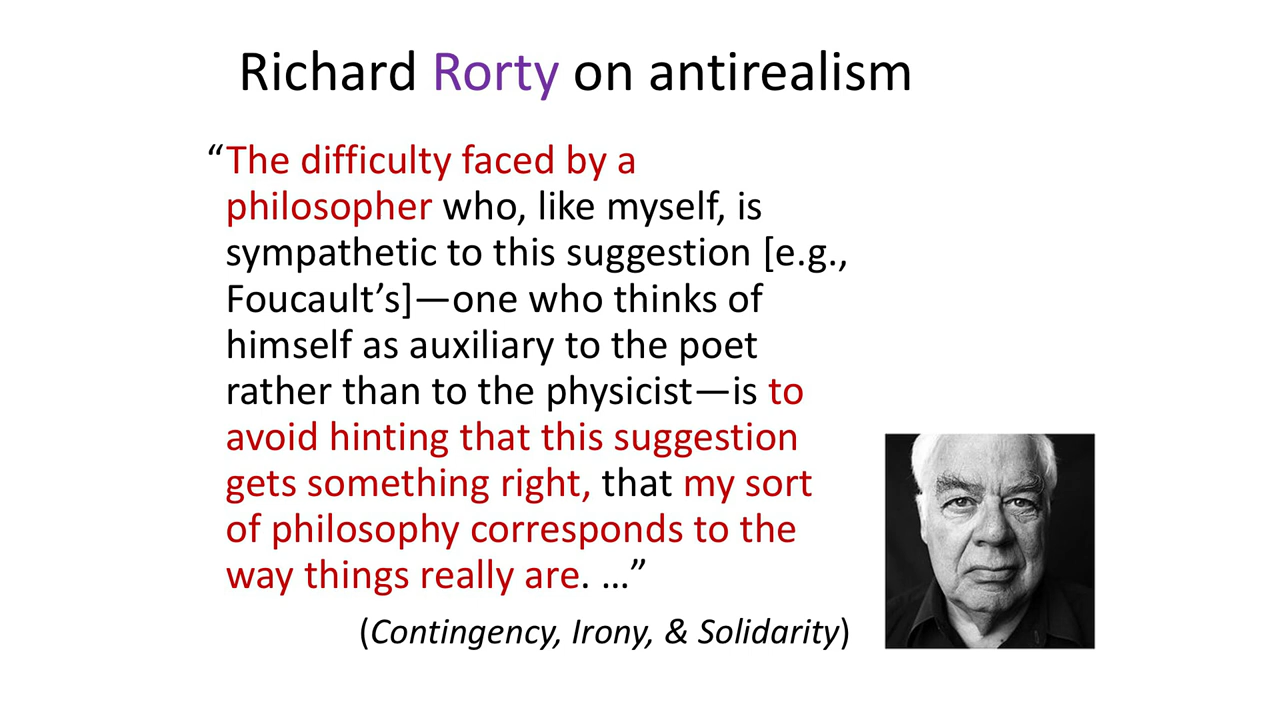 Richard Rorty on antirealism
“The difficulty faced by a
philosopher who, like myself, is
sympathetic to this suggestion [e.g.,
Foucault’s]—one who thinks of
himself as auxiliary to the poet
rather than to the physicist—is to
avoid hinting that this suggestion
gets something right, that my sort
of philosophy corresponds to the
way things really are. …”
(Contingency, Irony, & Solidarity)